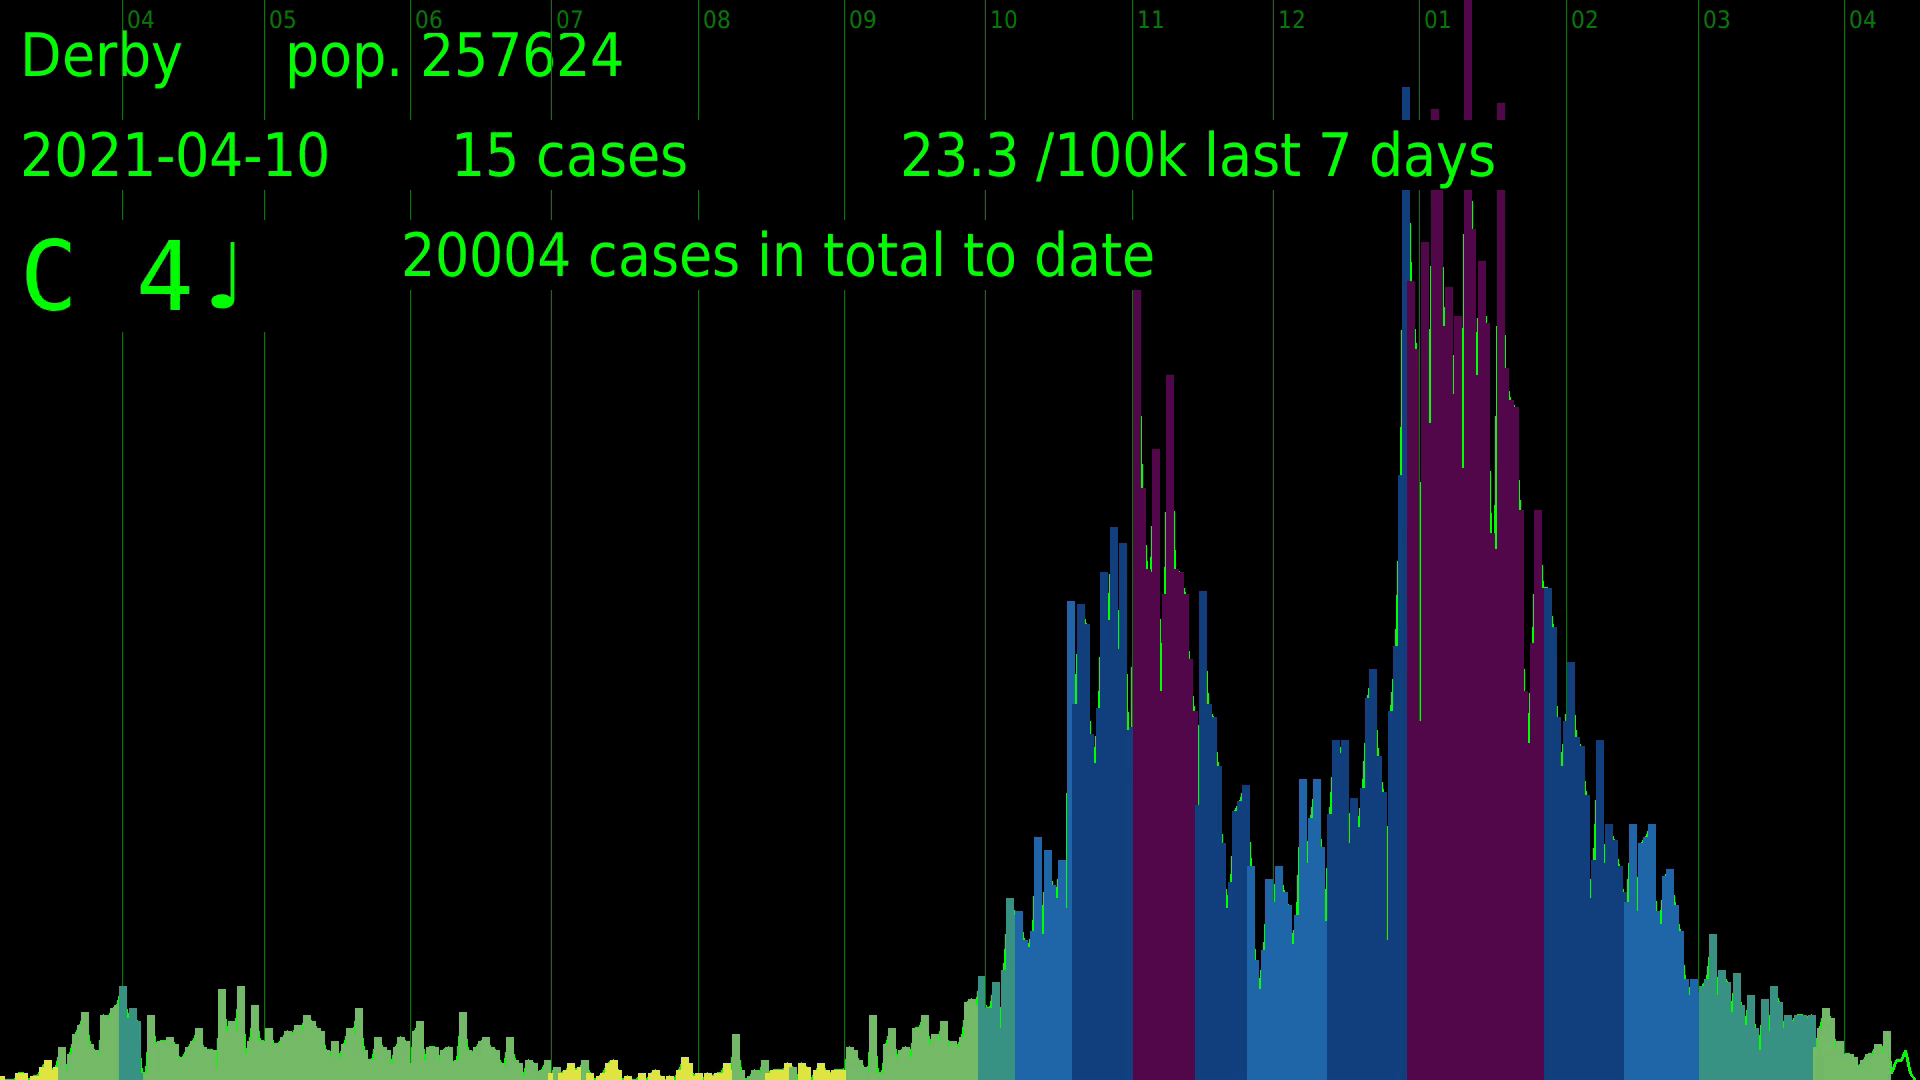 04 05 06 07 08 09 10 11 12 01 02 03 04
Derby pop. 257624
2021-04-10 15 cases 23.3 /100k last 7 days
C 4♩ 20004 cases in total to date